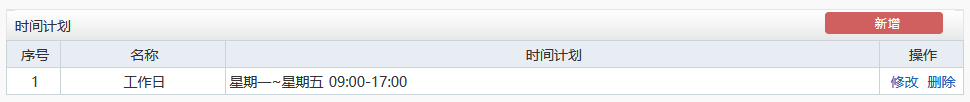 时间计划 新增
序号 名称 时间计划 操作
1 工作日 星期一~星期五 09:00-17:00 修改 删除